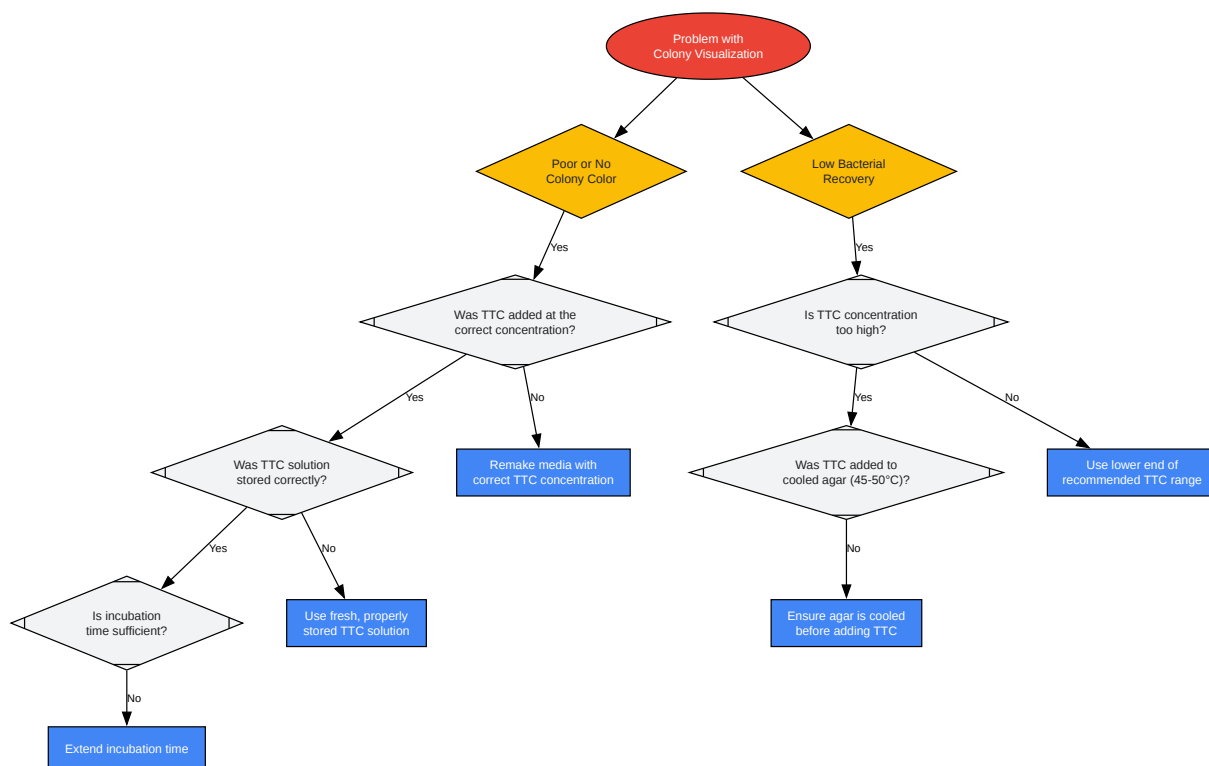 Problem with
Colony Visualization
Poor or No
Colony Color
Low Bacterial
Recovery
Yes
Yes
Was TTC added at the
correct concentration?
Is TTC concentration
too high?
Yes
No
Yes
No
Was TTC solution
stored correctly?
Remake media with
correct TTC concentration
Was TTC added to
cooled agar (45-50°C)?
Use lower end of
recommended TTC range
Yes
No
No
Is incubation
time sufficient?
Use fresh, properly
stored TTC solution
Ensure agar is cooled
before adding TTC
No
Extend incubation time